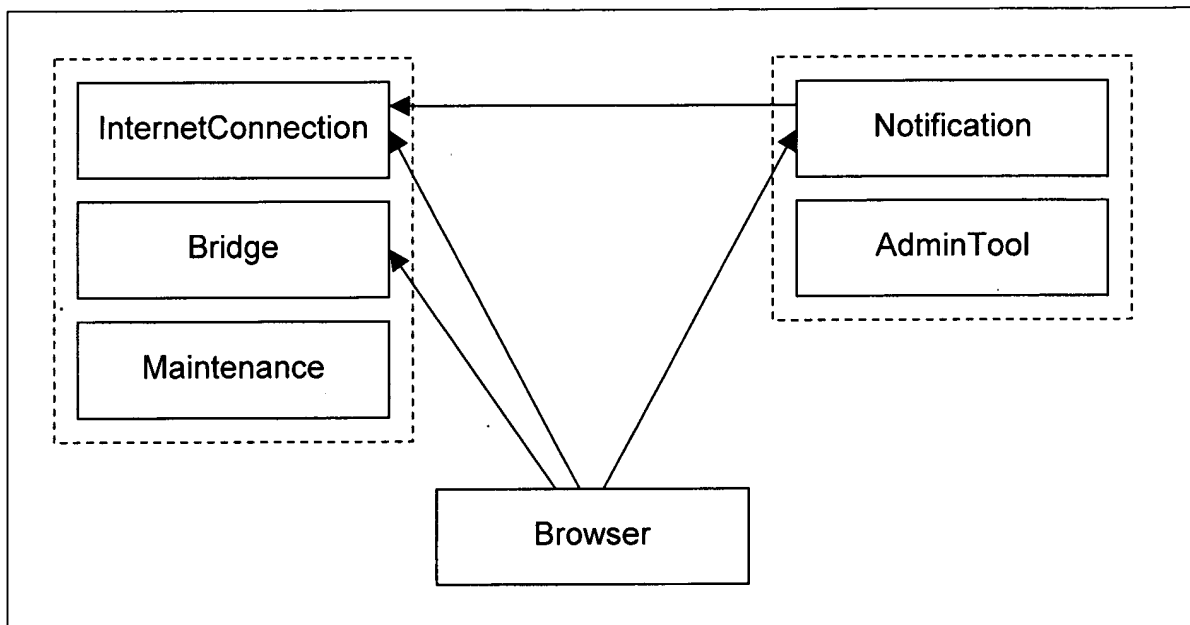 InternetConnection
Notification
Bridge
AdminTool
Maintenance
Browser